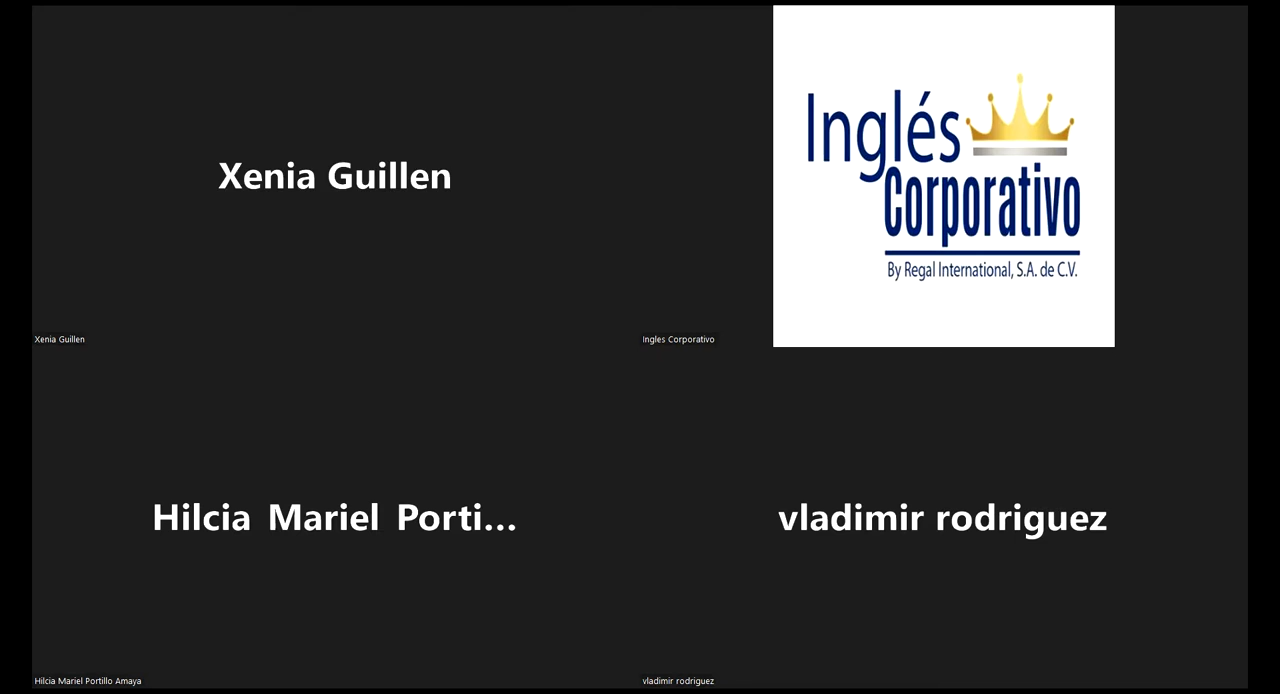 Xenia Guillen
Xenia Guillen
Inglés
Corporativo
By Regal International, S.A. de C.V.
Ingles Corporativo
Hilcia Mariel Porti...
Hilcia Mariel Portillo Amaya
vladimir rodriguez
vladimir rodriguez